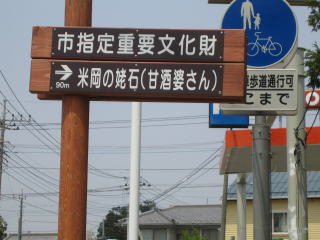 市指定重要文化財
→米岡の姥石(甘酒婆さん)
90m
歩道通行可
こまで